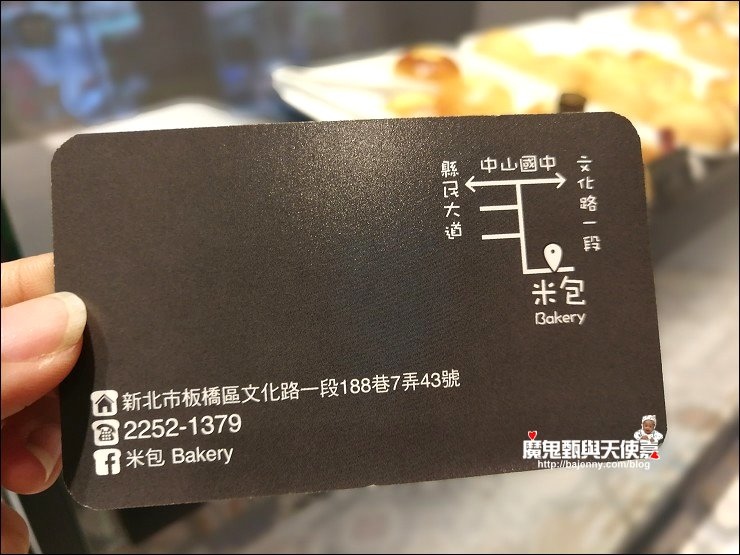 中山國中
縣民大道
文化路一段
米包
Bakery
新北市板橋區文化路一段188巷7弄43號
2252-1379
米包 Bakery
魔鬼甄與天使嘉
http://bajenny.com/blog